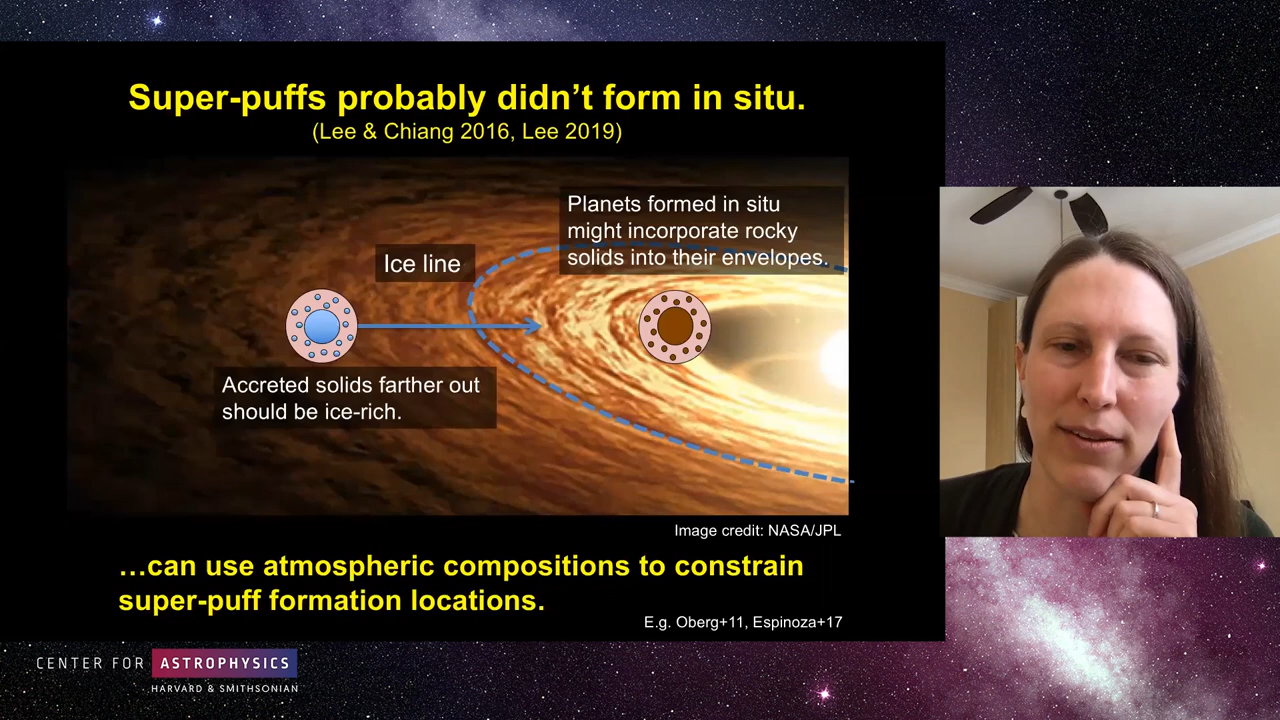 Super-puffs probably didn't form in situ.
(Lee & Chiang 2016, Lee 2019)
Planets formed in situ
might incorporate rocky
solids into their envelopes.
Ice line
Accreted solids farther out
should be ice-rich.
Image credit: NASA/JPL
…can use atmospheric compositions to constrain
super-puff formation locations.
E.g. Oberg+11, Espinoza+17
CENTER FOR ASTROPHYSICS
HARVARD & SMITHSONIAN